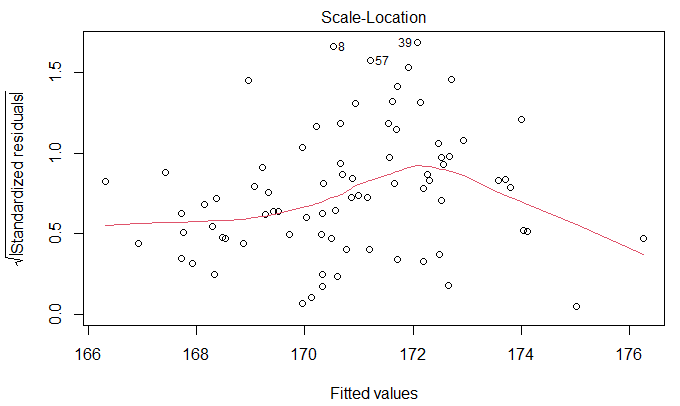 Scale-Location
√|Standardized residuals|
0.0 0.5 1.0 1.5
8
39
57
166 168 170 172 174 176
Fitted values